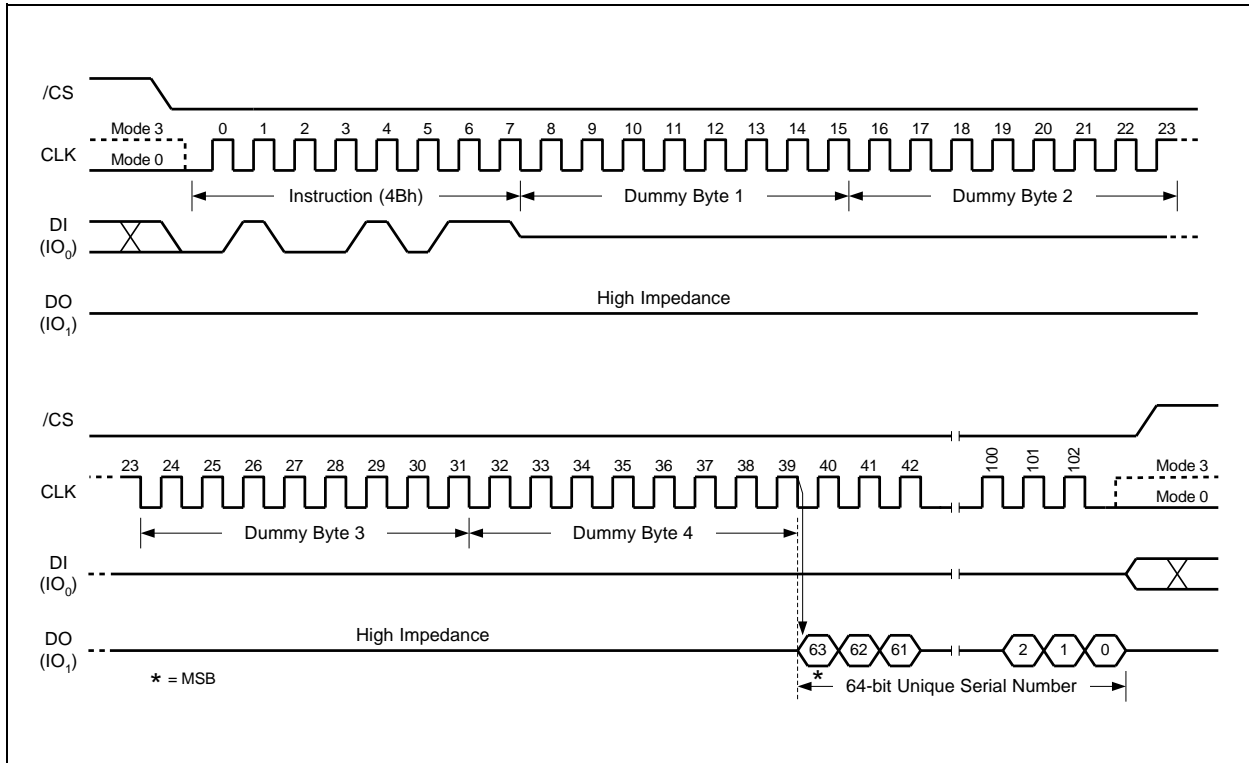 /CS
Mode 3 0 1 2 3 4 5 6 7 8 9 10 11 12 13 14 15 16 17 18 19 20 21 22 23
CLK
Mode 0
Instruction (4Bh) Dummy Byte 1 Dummy Byte 2
DI
(IO0)
High Impedance
DO
(IO1)
/CS
23 24 25 26 27 28 29 30 31 32 33 34 35 36 37 38 39 40 41 42 100 101 102 Mode 3
CLK
Mode 0
Dummy Byte 3 Dummy Byte 4
DI
(IO0)
DO
(IO1)
High Impedance
63 62 61 2 1 0
* = MSB
* 64-bit Unique Serial Number